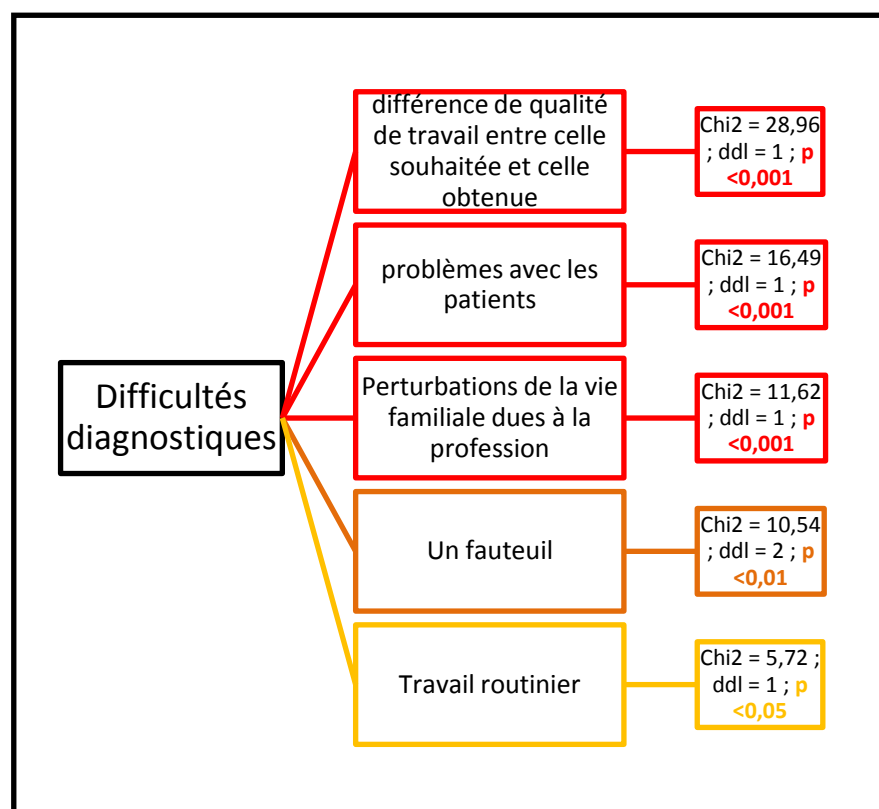 Difficultés
diagnostiques
différence de qualité
de travail entre celle
souhaitée et celle
obtenue
Chi2 = 28,96
; ddl = 1 ; p
<0,001
problèmes avec les
patients
Chi2 = 16,49
; ddl = 1 ; p
<0,001
Perturbations de la vie
familiale dues à la
profession
Chi2 = 11,62
; ddl = 1 ; p
<0,001
Un fauteuil
Chi2 = 10,54
; ddl = 2 ; p
<0,01
Travail routinier
Chi2 = 5,72 ;
ddl = 1 ; p
<0,05